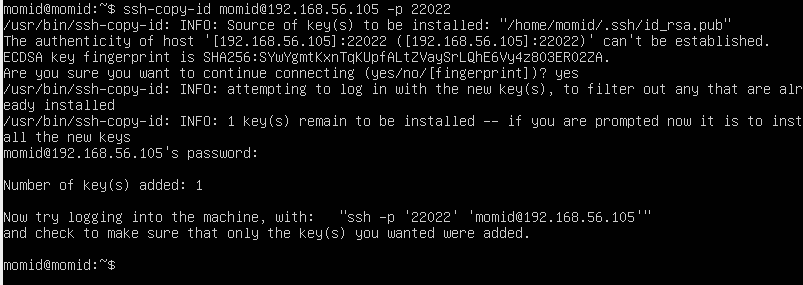 momid@momid:~$ ssh-copy-id momid@192.168.56.105 -p 22022
/usr/bin/ssh-copy-id: INFO: Source of key(s) to be installed: "/home/momid/.ssh/id_rsa.pub"
The authenticity of host '[192.168.56.105]:22022 ([192.168.56.105]:22022)' can't be established.
ECDSA key fingerprint is SHA256:SYwYgmtKxnTqKUpfALtZVaySrLQhE6Vy4z8O3ERO2ZA.
Are you sure you want to continue connecting (yes/no/[fingerprint])? yes
/usr/bin/ssh-copy-id: INFO: attempting to log in with the new key(s), to filter out any that are alr
eady installed
/usr/bin/ssh-copy-id: INFO: 1 key(s) remain to be installed -- if you are prompted now it is to inst
all the new keys
momid@192.168.56.105's password:
Number of key(s) added: 1
Now try logging into the machine, with:   "ssh -p '22022' 'momid@192.168.56.105'"
and check to make sure that only the key(s) you wanted were added.
momid@momid:~$